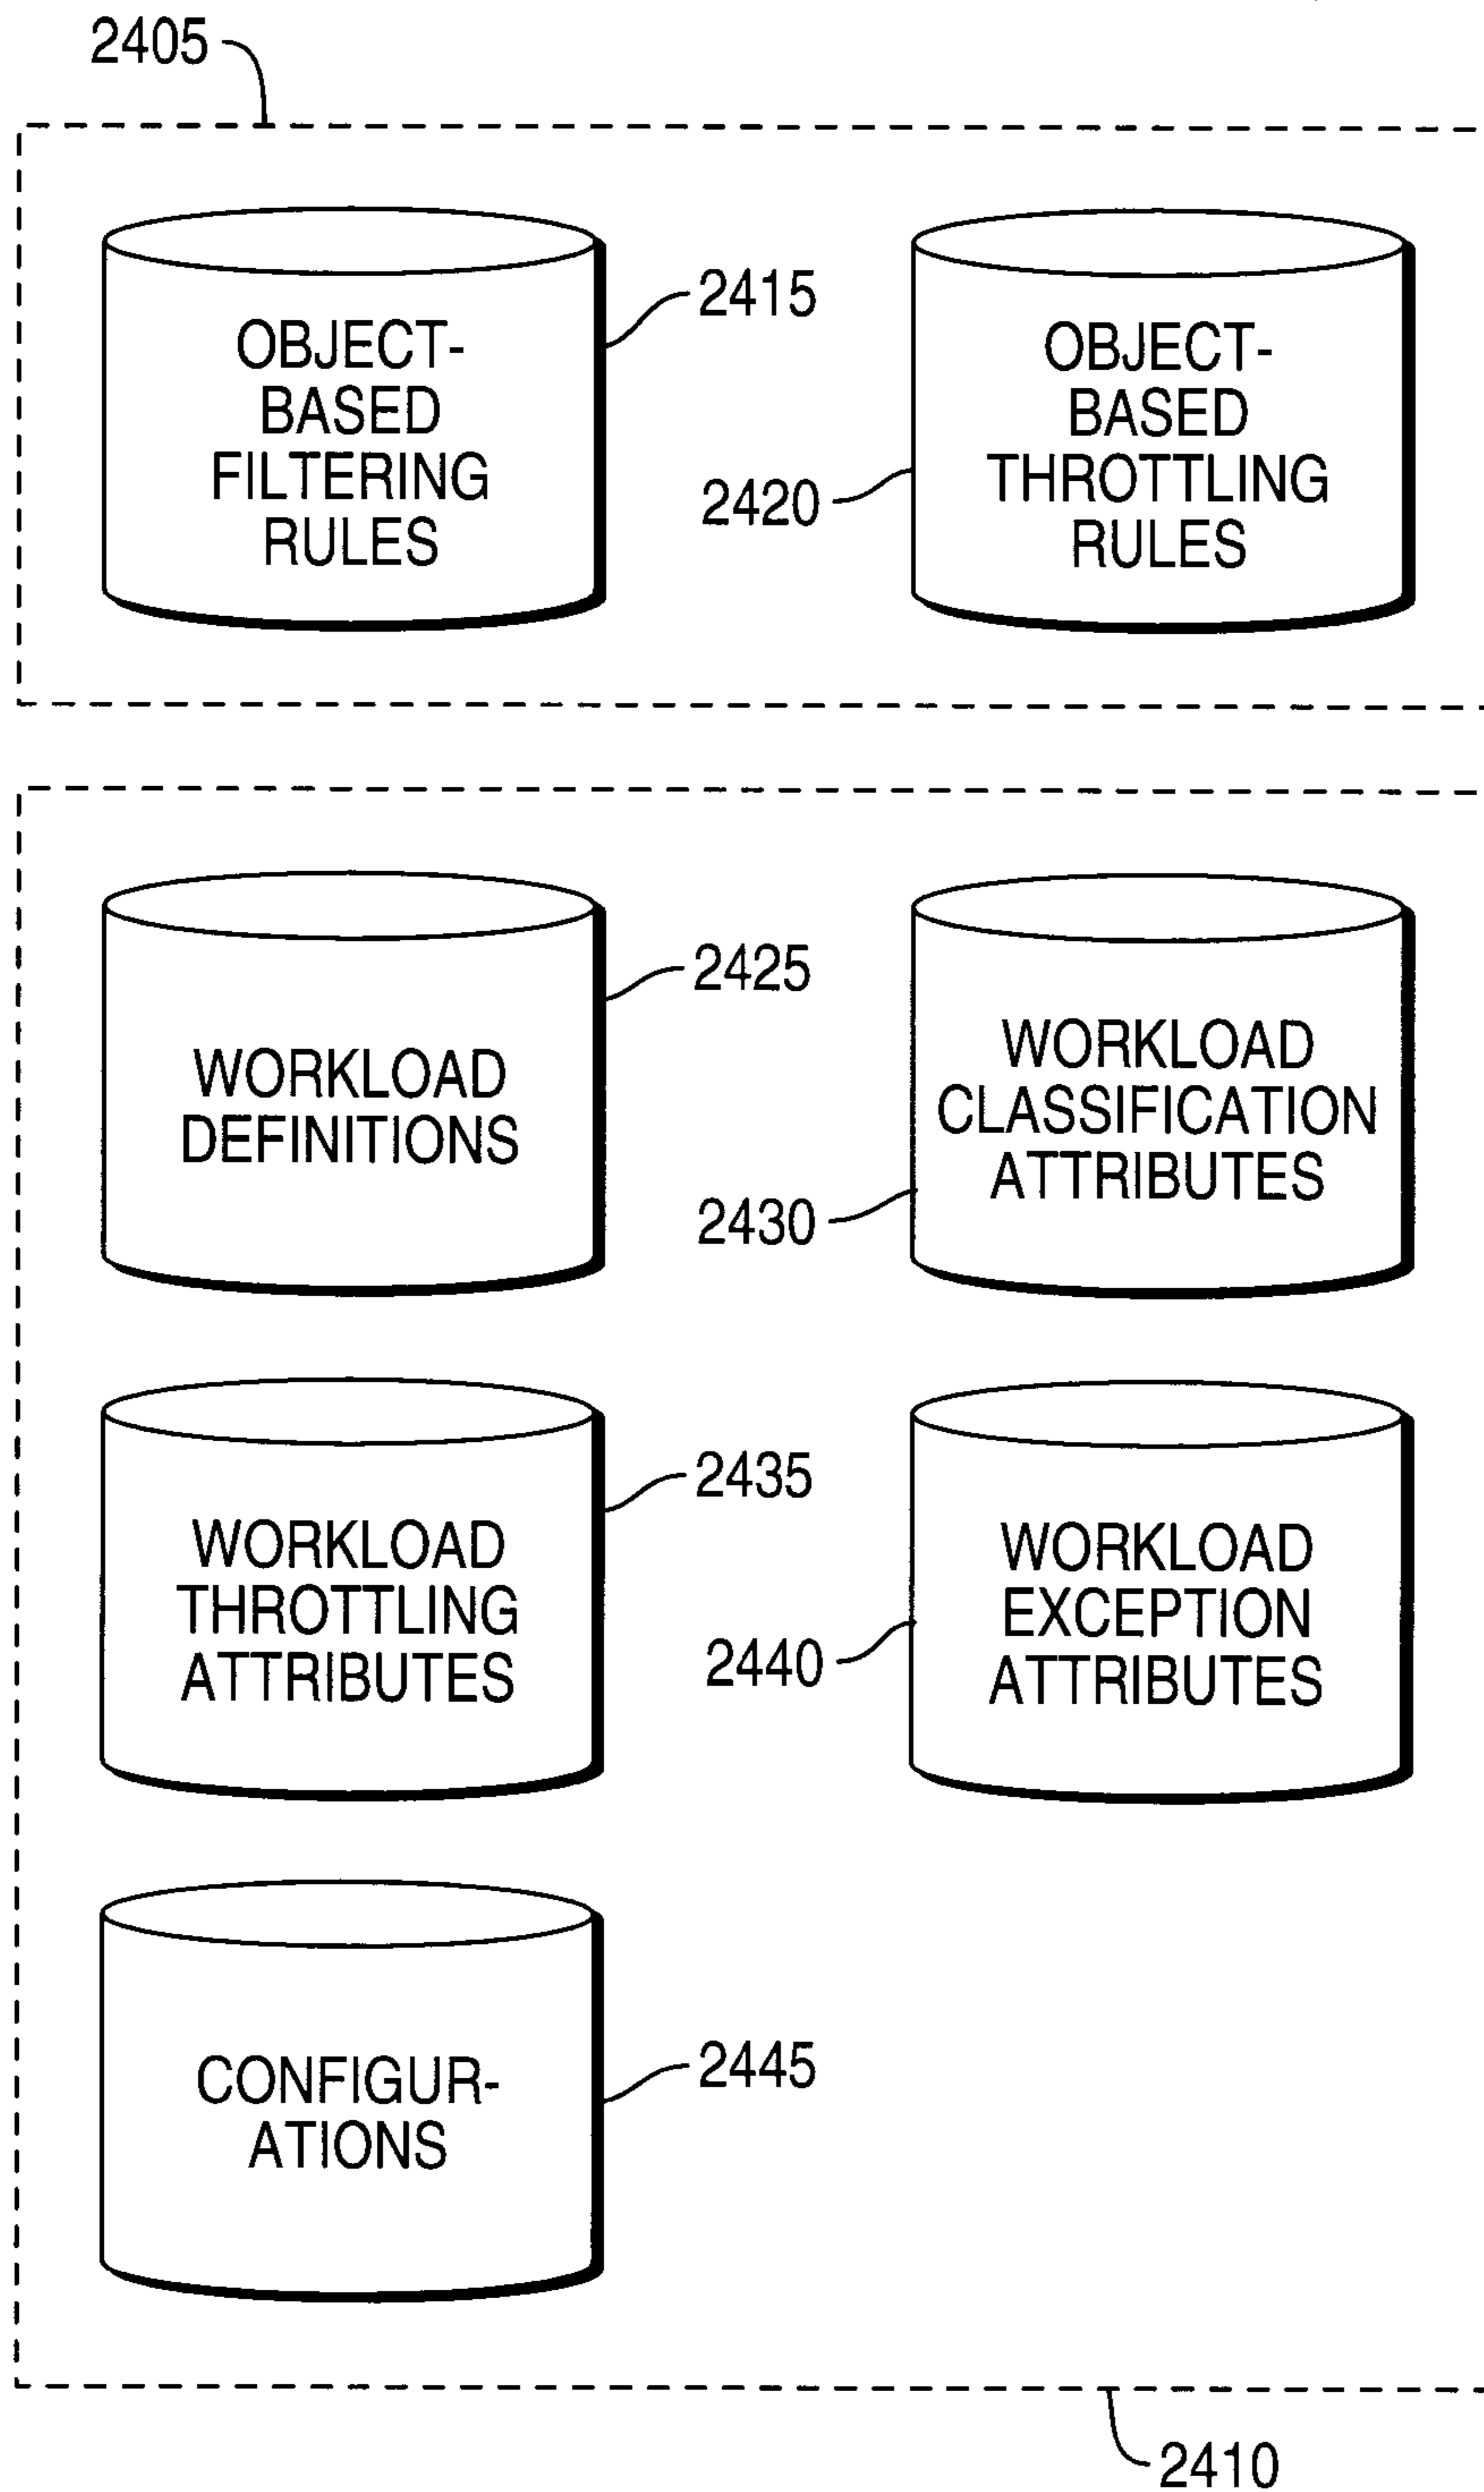 2405
OBJECT-
BASED
FILTERING
RULES
2415
OBJECT-
BASED
THROTTLING
RULES
2420
WORKLOAD
DEFINITIONS
2425
WORKLOAD
CLASSIFICATION
ATTRIBUTES
2430
WORKLOAD
THROTTLING
ATTRIBUTES
2435
WORKLOAD
EXCEPTION
ATTRIBUTES
2440
CONFIGUR-
ATIONS
2445
2410